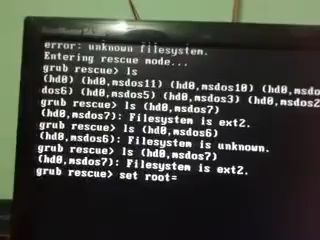 error: unknown filesystem.
Entering rescue mode...
grub rescue> ls
(hd0) (hd0,msdos11) (hd0,msdos10) (hd0,msdos
dos6) (hd0,msdos5) (hd0,msdos3) (hd0,msdos2
grub rescue> ls (hd0,msdos7)
(hd0,msdos7): Filesystem is ext2.
grub rescue> ls (hd0,msdos6)
(hd0,msdos6): Filesystem is unknown.
grub rescue> ls (hd0,msdos7)
(hd0,msdos7): Filesystem is ext2.
grub rescue> set root=